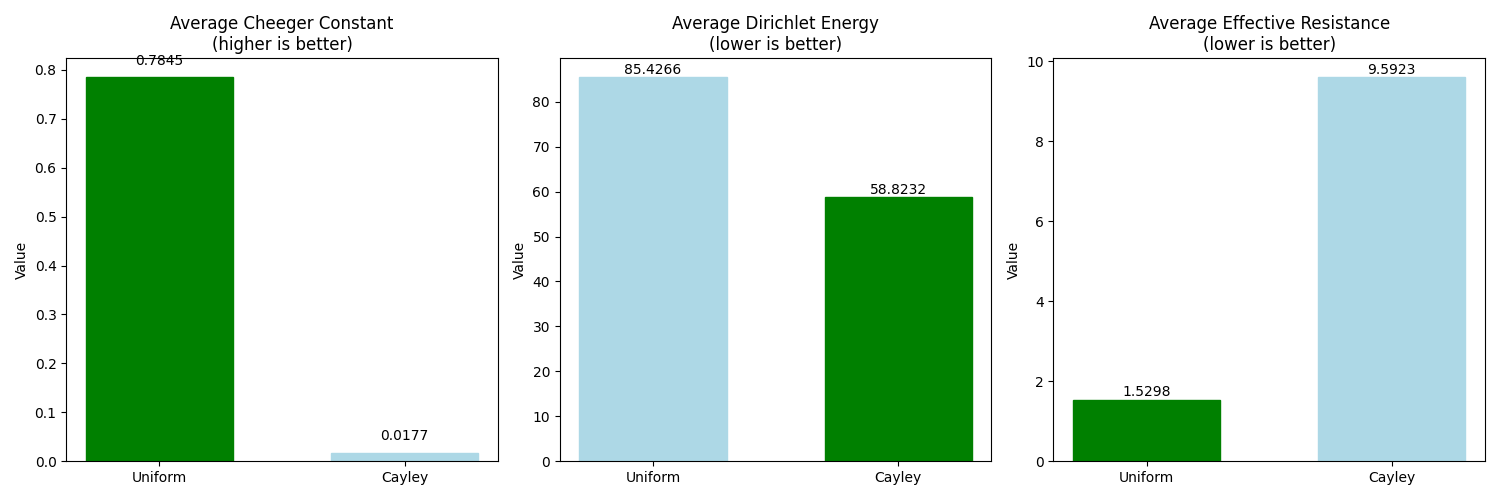 Average Cheeger Constant
(higher is better)
Value
0.8
0.7
0.6
0.5
0.4
0.3
0.2
0.1
0.0
0.7845
0.0177
Uniform
Cayley
Average Dirichlet Energy
(lower is better)
Value
80
70
60
50
40
30
20
10
0
85.4266
58.8232
Uniform
Cayley
Average Effective Resistance
(lower is better)
Value
10
8
6
4
2
0
1.5298
9.5923
Uniform
Cayley